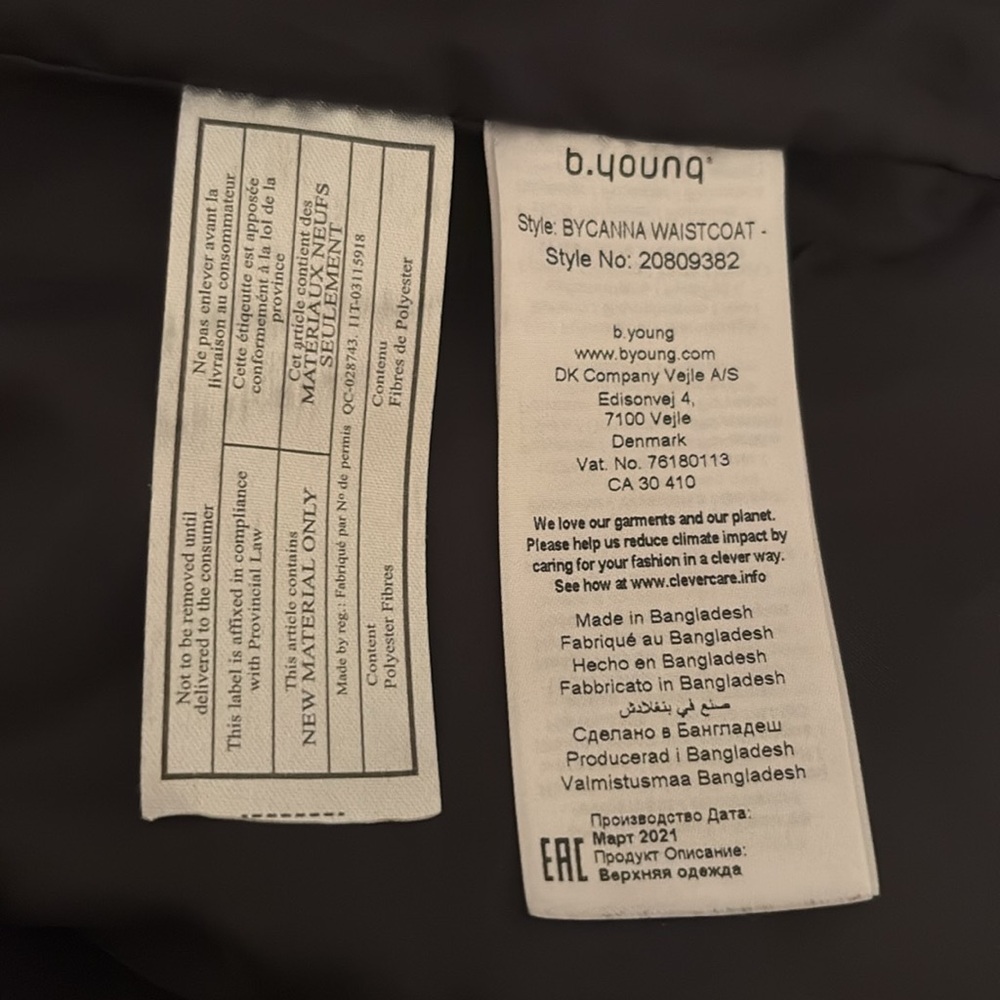 Ne pas enlever avant la
livraison au consommateur
Cette étiqeutte est apposée
conformemént à la lol de la
province
Cet article contient des
MATERIAUX NEUFS
SEULEMENT
QC-028743, 11T-03115918
Contenu
Fibres de Polyester
Not to be removed until
delivered to the consumer
This label is affixed in compliance
with Provincial Law
This article contains
NEW MATERIAL ONLY
Made by reg.: Fabriqué par Nº de permis
Content
Polyester Fibres
b.young®
Style: BYCANNA WAISTCOAT -
Style No: 20809382
b.young
www.byoung.com
DK Company Vejle A/S
Edisonvej 4,
7100 Vejle
Denmark
Vat. No. 76180113
CA 30 410
We love our garments and our planet.
Please help us reduce climate impact by
caring for your fashion in a clever way.
See how at www.clevercare.info
Made in Bangladesh
Fabriqué au Bangladesh
Hecho en Bangladesh
Fabbricato in Bangladesh
صنع في بنغلادش
Сделано в Бангладеш
Producerad i Bangladesh
Valmistusmaa Bangladesh
Производство Дата:
Март 2021
EAC
Продукт Описание:
Верхняя одежда